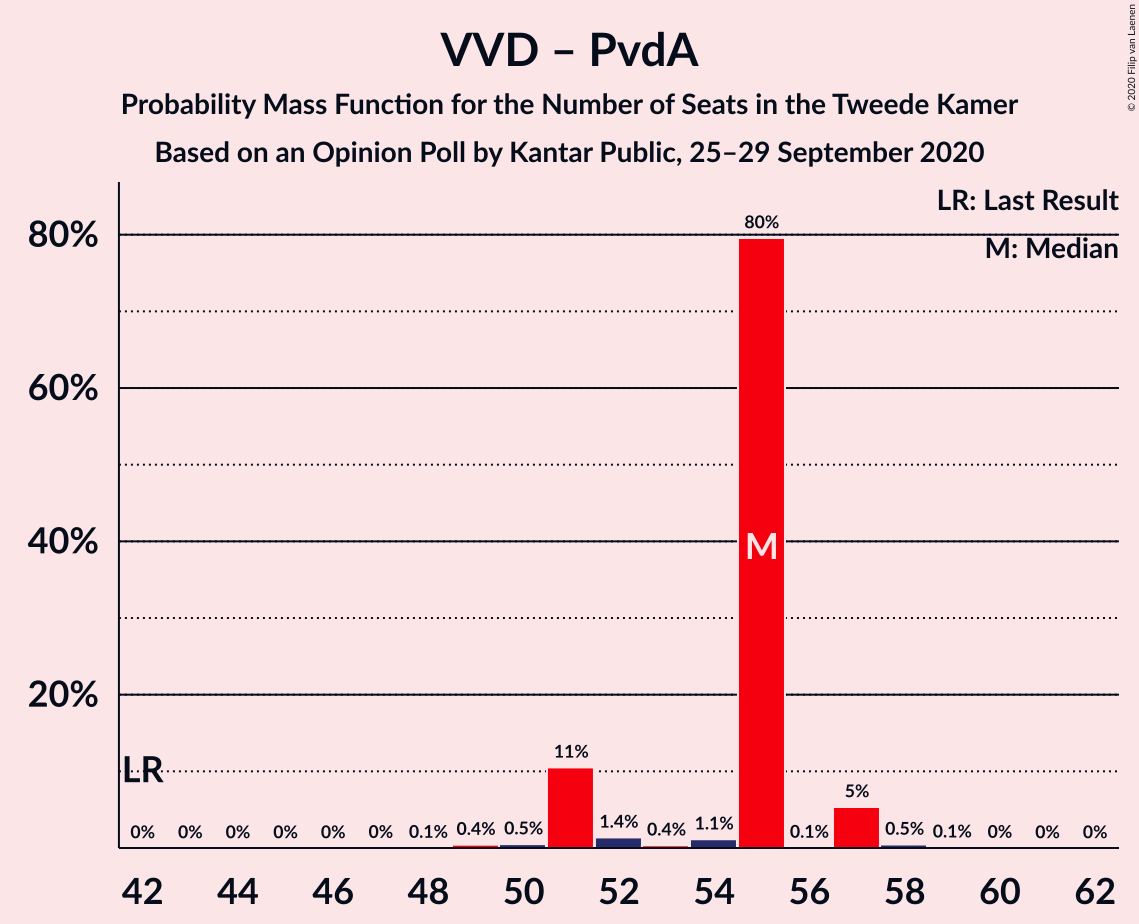 VVD – PvdA
Probability Mass Function for the Number of Seats in the Tweede Kamer
Based on an Opinion Poll by Kantar Public, 25–29 September 2020
© 2020 Filip van Laenen
LR: Last Result
M: Median
80%
60%
40%
20%
LR
M
0% 0% 0% 0% 0% 0% 0.1% 0.4% 0.5% 11% 1.4% 0.4% 1.1% 80% 0.1% 5% 0.5% 0.1% 0% 0% 0%
42 44 46 48 50 52 54 56 58 60 62